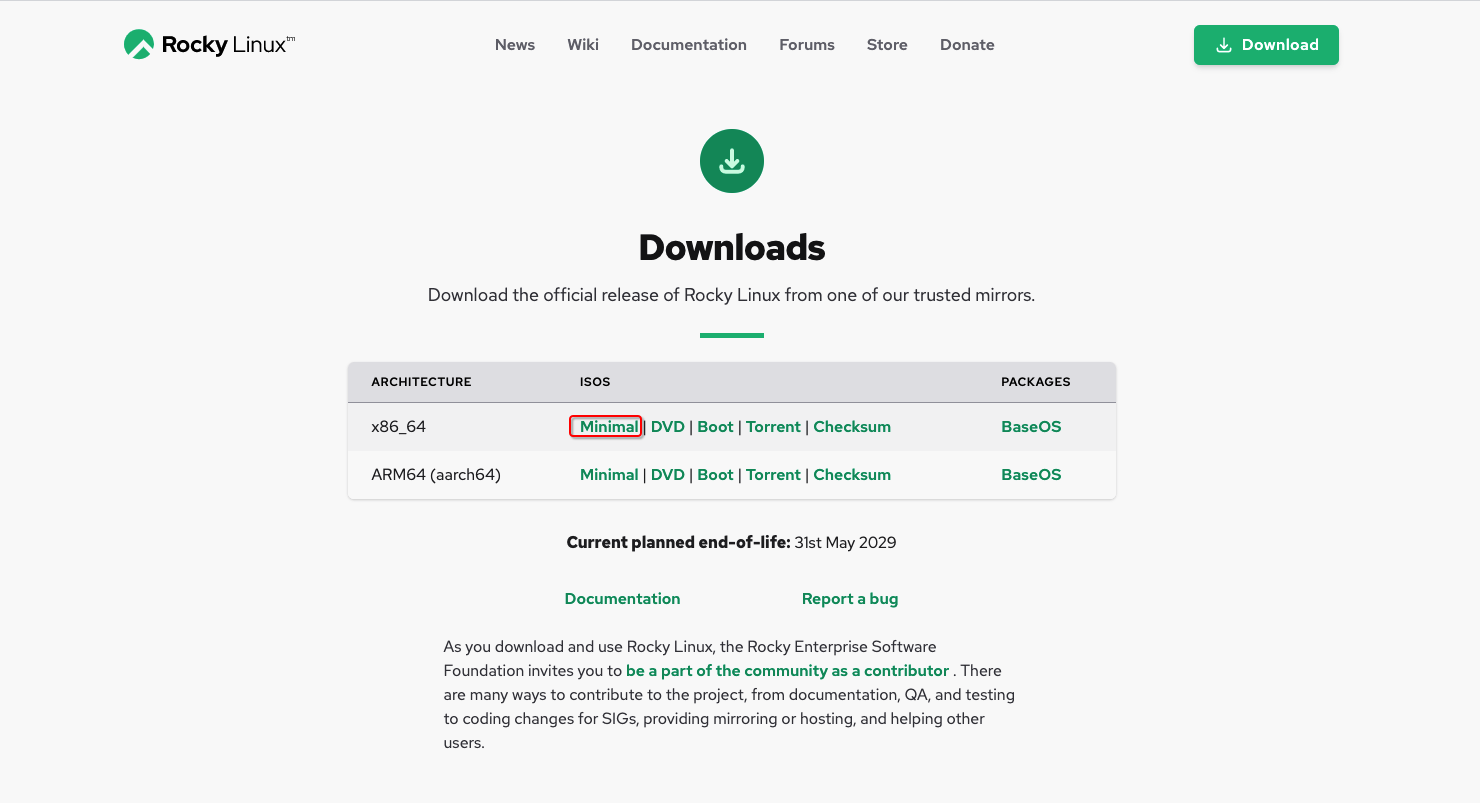 Rocky Linux™
News Wiki Documentation Forums Store Donate
Download
Downloads
Download the official release of Rocky Linux from one of our trusted mirrors.
ARCHITECTURE ISOS PACKAGES
x86_64 Minimal | DVD | Boot | Torrent | Checksum BaseOS
ARM64 (aarch64) Minimal | DVD | Boot | Torrent | Checksum BaseOS
Current planned end-of-life: 31st May 2029
Documentation Report a bug
As you download and use Rocky Linux, the Rocky Enterprise Software
Foundation invites you to be a part of the community as a contributor . There
are many ways to contribute to the project, from documentation, QA, and testing
to coding changes for SIGs, providing mirroring or hosting, and helping other
users.